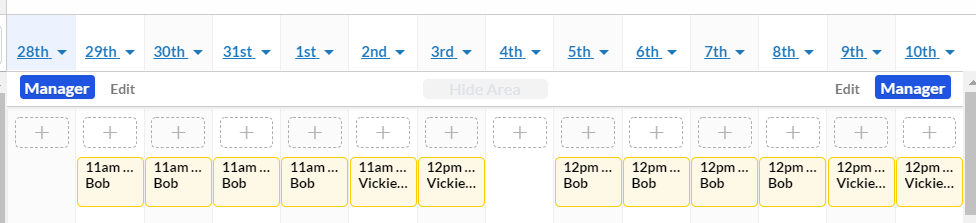 28th 29th 30th 31st 1st 2nd 3rd 4th 5th 6th 7th 8th 9th 10th
Manager Edit Hide Area Edit Manager
11am ... 11am ... 11am ... 11am ... 11am ... 12pm ... 12pm ... 12pm ... 12pm ... 12pm ... 12pm ... 12pm ...
Bob Bob Bob Bob Vickie... Vickie... Bob Bob Bob Bob Vickie... Vickie...